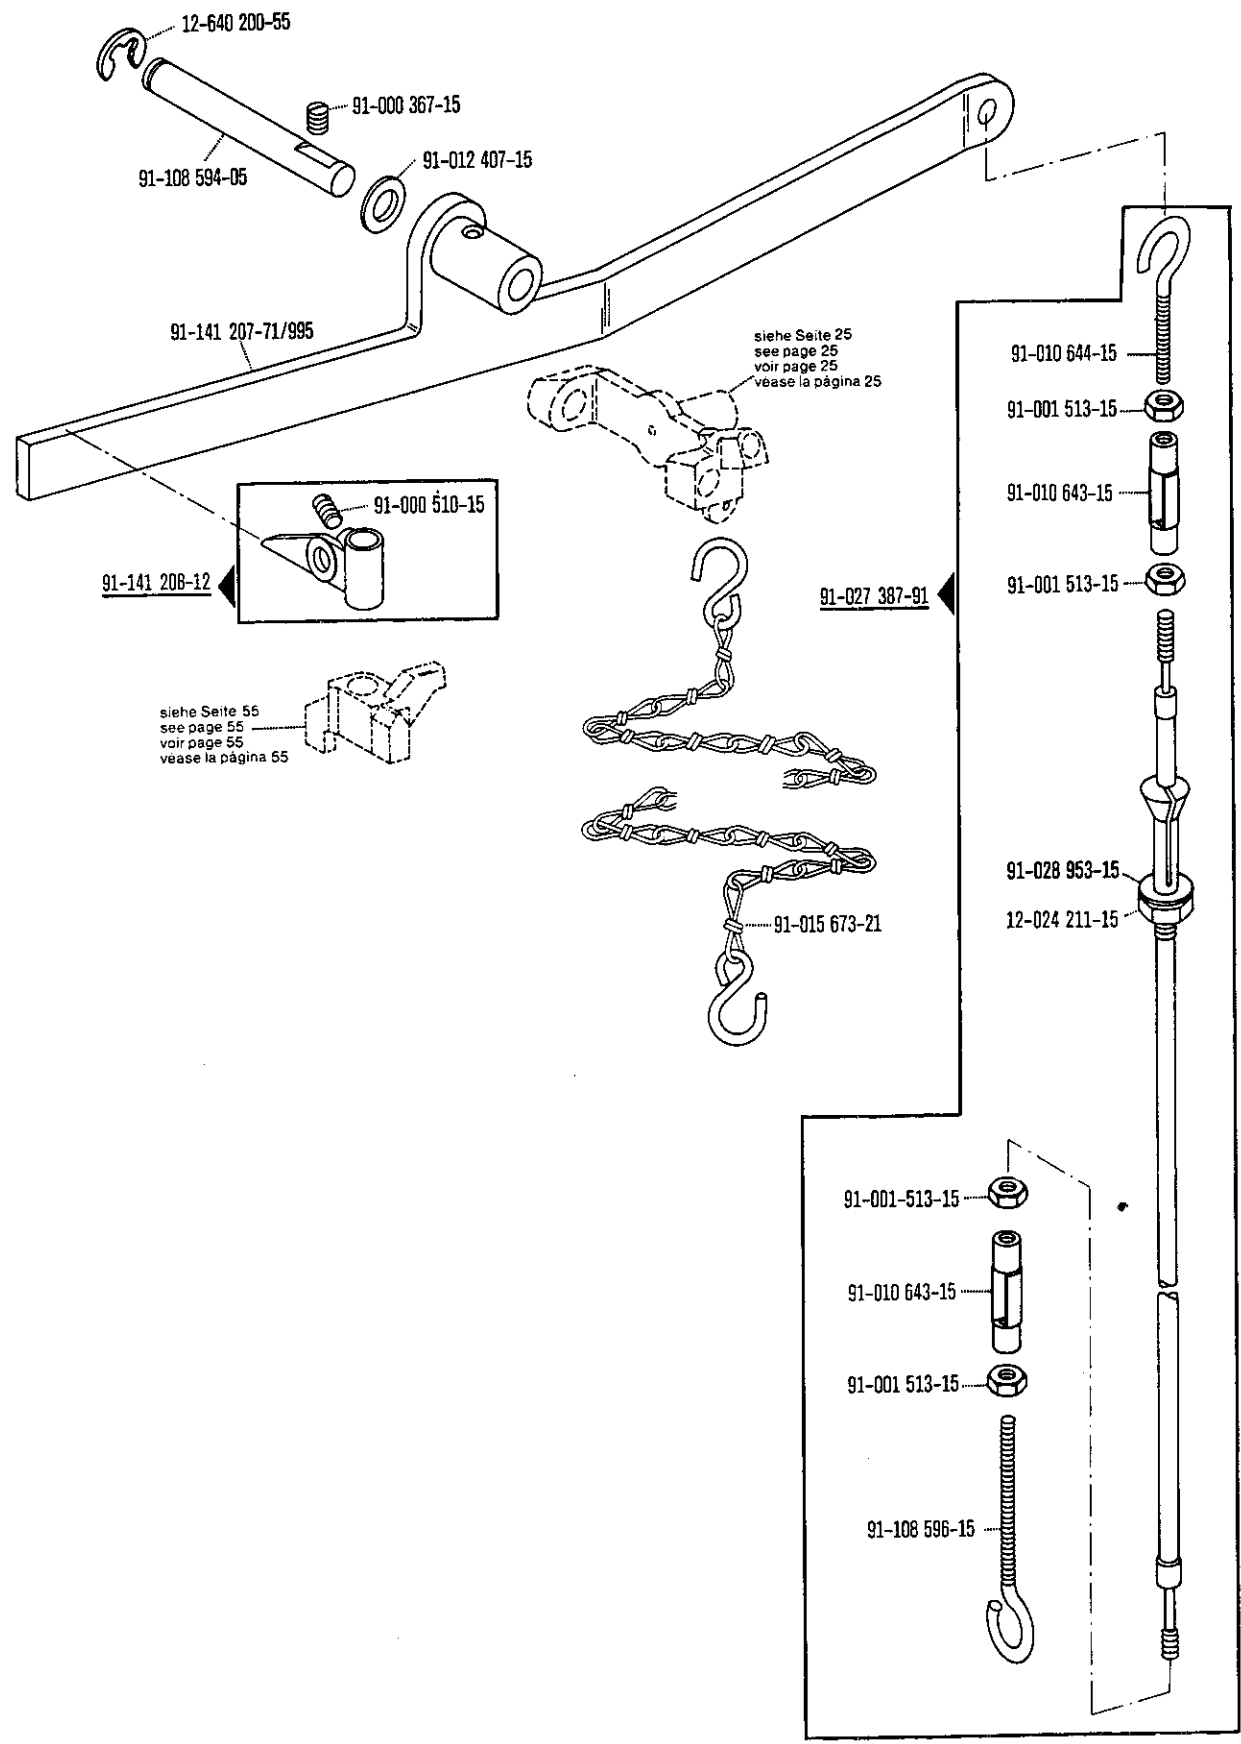 12-640 200-55
91-000 367-15
91-012 407-15
91-108 594-05
91-141 207-71/995
siehe Seite 25
see page 25
voir page 25
véase la página 25
91-010 644-15
91-001 513-15
91-010 643-15
91-001 513-15
91-000 510-15
91-141 208-12
91-027 387-91
siehe Seite 55
see page 55
voir page 55
véase la página 55
91-028 953-15
12-024 211-15
91-015 673-21
91-001-513-15
91-010 643-15
91-001 513-15
91-108 596-15